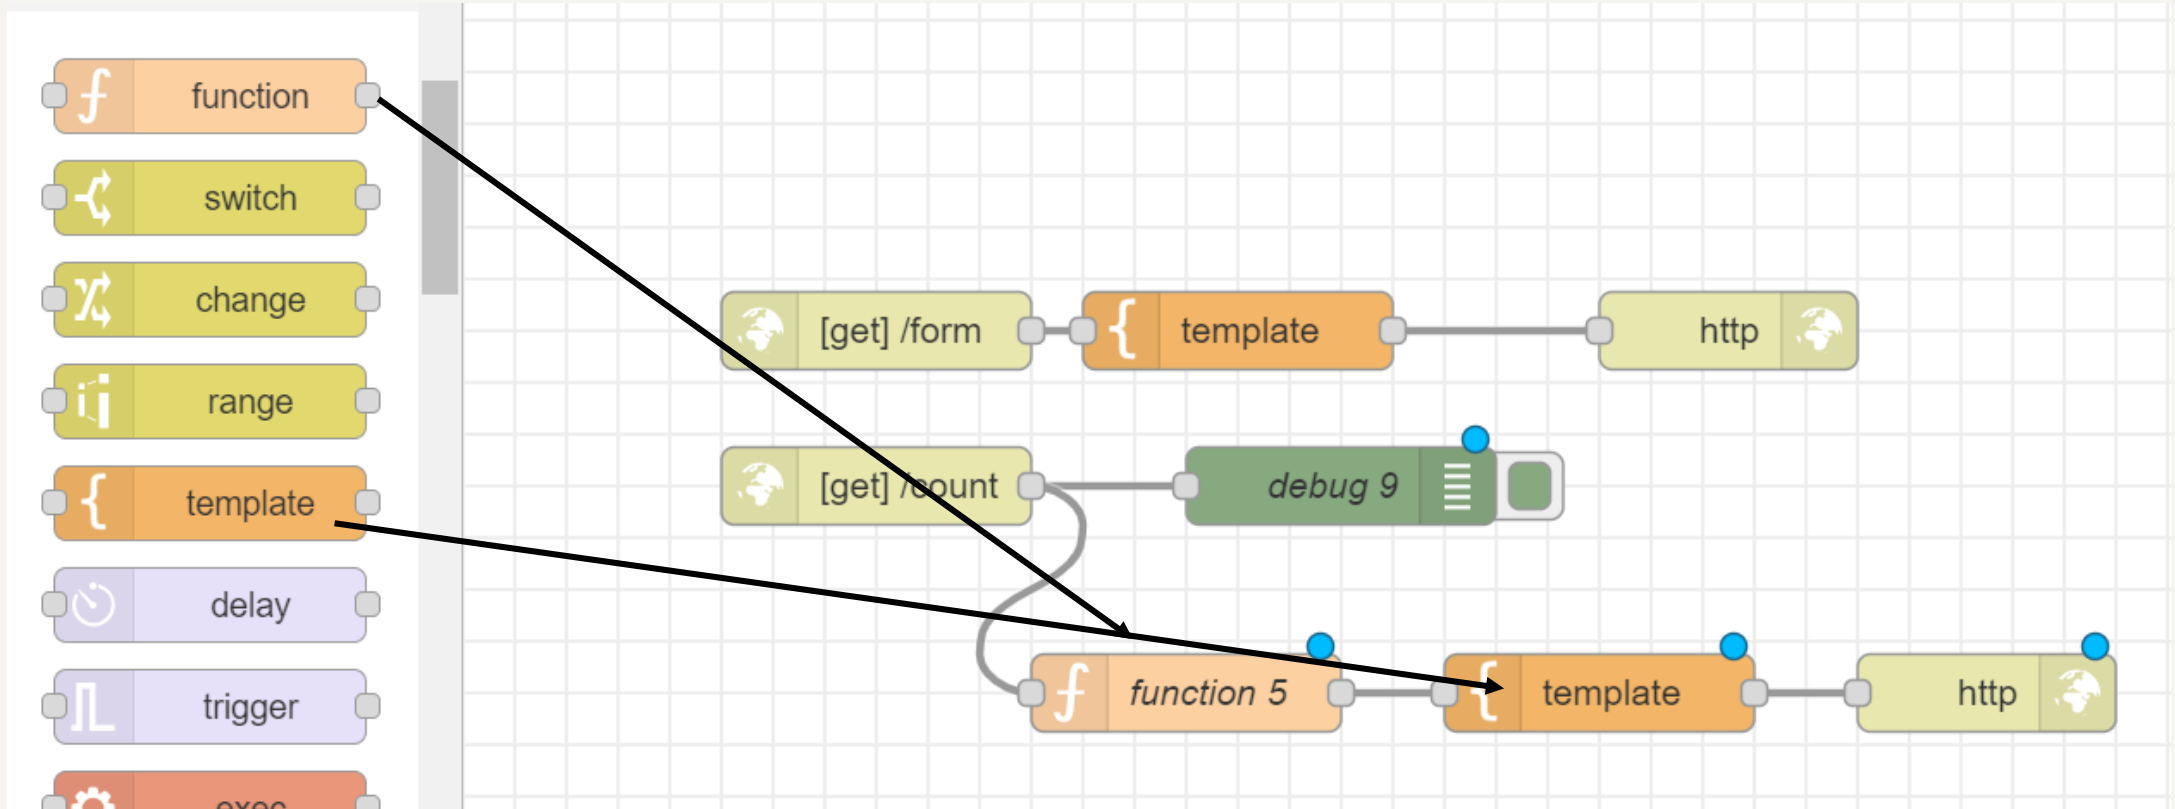 function
switch
change
range
template
delay
trigger
exec
[get] /form
template
http
[get] /count
debug 9
function 5
template
http